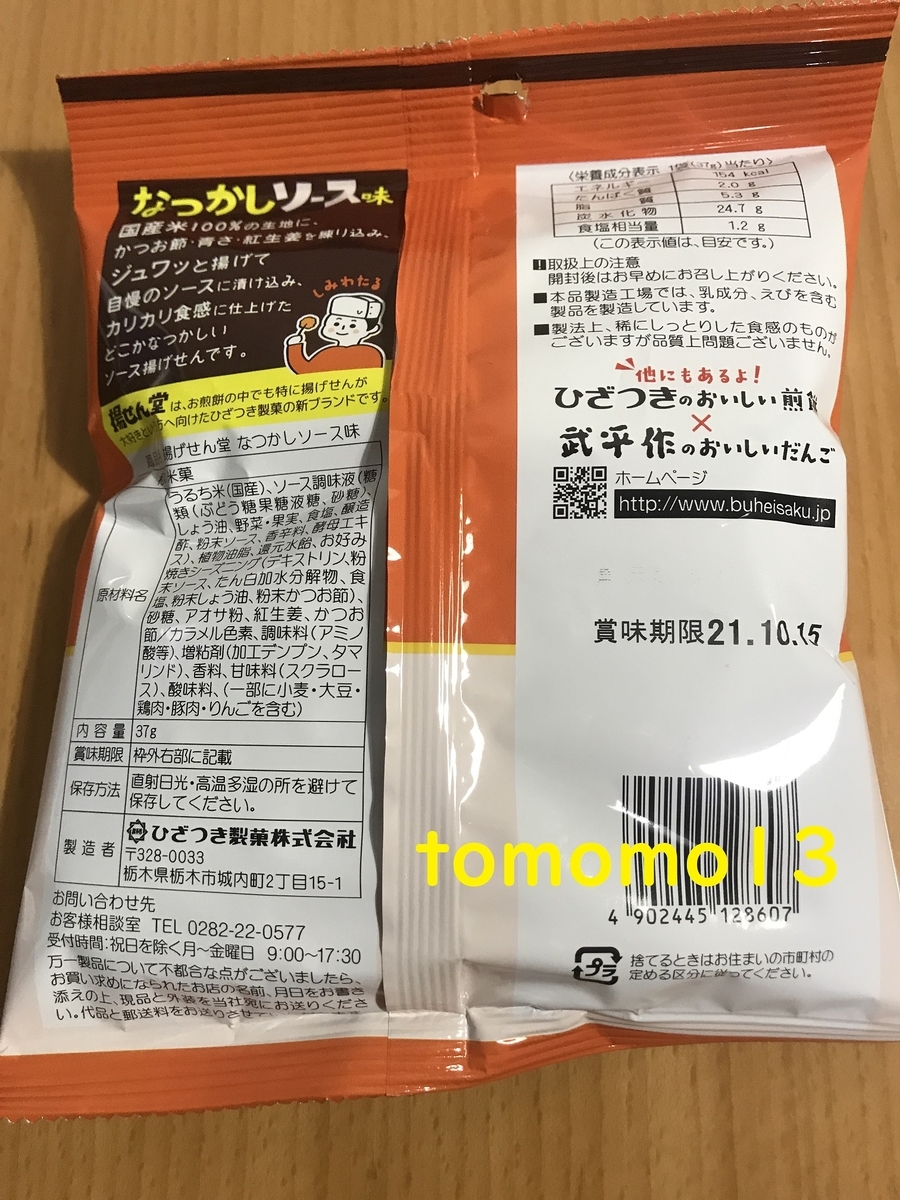 なつかしソース味
国産米100%の生地に、
かつお節・青さ・紅生姜を練り込み、
ジュワッと揚げて
自慢のソースに漬け込み、
カリカリ食感に仕上げた
どこかなつかしい
ソース揚げせんです。
しみわたる
揚せん堂は、お煎餅の中でも特に揚げせんが
大好きという方へ向けたひざつき製菓の新ブランドです。
揚げせん堂 なつかしソース味
米菓
原材料名
うるち米(国産)、ソース調味液(糖
類(ぶどう糖果糖液糖、砂糖)、
しょう油、野菜・果実、食塩、醸造
酢、粉末ソース、香辛料、酵母エキ
ス)、植物油脂、還元水飴、お好み
焼きシーズニング(デキストリン、粉
末ソース、たん白加水分解物、食
塩、粉末しょう油、粉末かつお節)、
砂糖、アオサ粉、紅生姜、かつお
節/カラメル色素、調味料(アミノ
酸等)、増粘剤(加工デンプン、タマ
リンド)、香料、甘味料(スクラロー
ス)、酸味料、(一部に小麦・大豆・
鶏肉・豚肉・りんごを含む)
内容量 37g
賞味期限 枠外右部に記載
保存方法 直射日光・高温多湿の所を避けて
保存してください。
製造者 ひざつき製菓株式会社
〒328-0033
栃木県栃木市城内町2丁目15-1
お問い合わせ先
お客様相談室 TEL 0282-22-0577
受付時間:祝日を除く月〜金曜日 9:00〜17:30
万一製品について不都合な点がございましたら、
お買い求めになられたお店の名前、月日をお書き
添えの上、現品と外装を当社宛にお送りくださ
い。代品と郵送料をお送りさせて
〈栄養成分表示 1袋(37g)当たり〉
エネルギー 154 kcal
たんぱく質 2.0 g
脂質 5.3 g
炭水化物 24.7 g
食塩相当量 1.2 g
(この表示値は、目安です。)
取扱上の注意
開封後はお早めにお召し上がりください。
■本品製造工場では、乳成分、えびを含む
製品を製造しています。
■製法上、稀にしっとりした食感のものが
ございますが品質上問題ございません。
他にもあるよ!
ひざつきのおいしい煎餅
×
武平作のおいしいだんご
ホームページ
http://www.buheisaku.jp
賞味期限21.10.15
tomomo13
4 902445 128607
プラ
捨てるときはお住まいの市町村の
定める区分に従ってください。